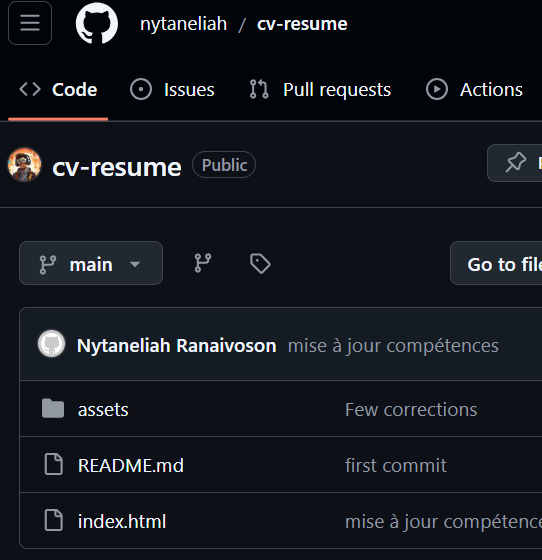 nytaneliah / cv-resume
Code Issues Pull requests Actions
cv-resume Public
main Go to file
Nytaneliah Ranaivoson mise à jour compétences
assets Few corrections
README.md first commit
index.html mise à jour compétence